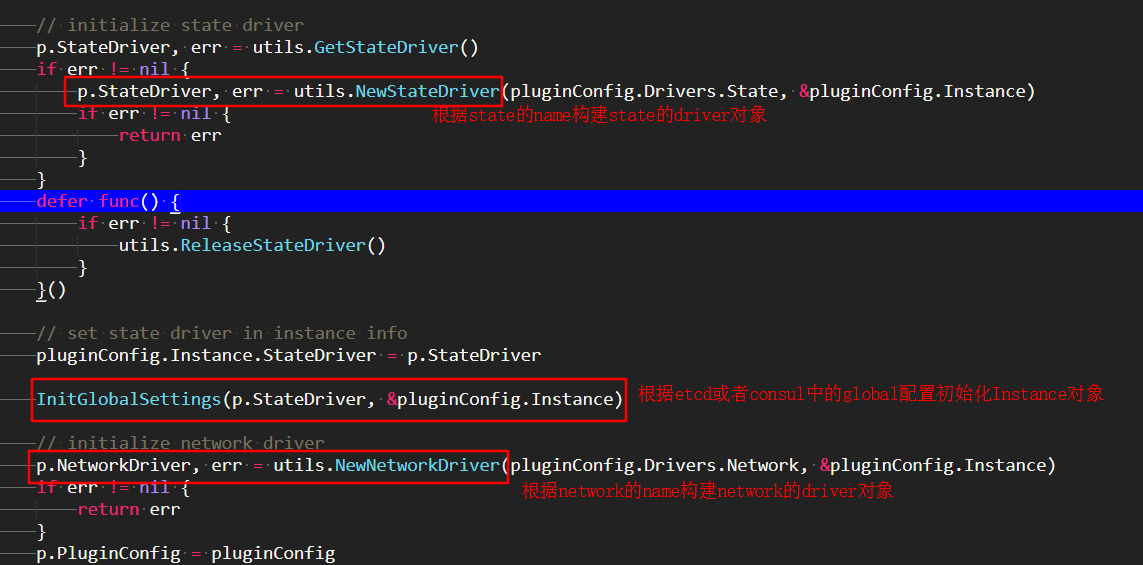 // initialize state driver
p.StateDriver, err = utils.GetStateDriver()
if err != nil {
p.StateDriver, err = utils.NewStateDriver(pluginConfig.Drivers.State, &pluginConfig.Instance)
if err != nil {
根据state的name构建state的driver对象
return err
}
}
defer func() {
if err != nil {
utils.ReleaseStateDriver()
}
}()
// set state driver in instance info
pluginConfig.Instance.StateDriver = p.StateDriver
InitGlobalSettings(p.StateDriver, &pluginConfig.Instance)
根据etcd或者consul中的global配置初始化Instance对象
// initialize network driver
p.NetworkDriver, err = utils.NewNetworkDriver(pluginConfig.Drivers.Network, &pluginConfig.Instance)
if err != nil {
根据network的name构建network的driver对象
return err
}
p.PluginConfig = pluginConfig